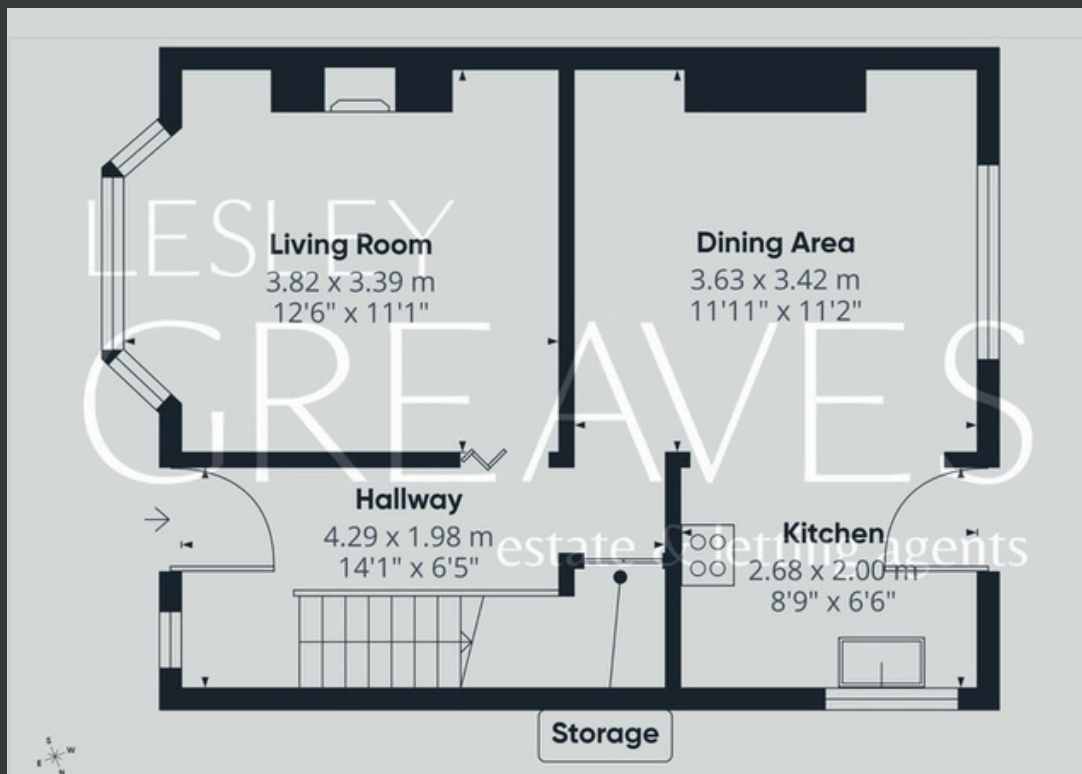 LESLEY
GREAVES
estate & letting agents
Living Room
3.82 x 3.39 m
12'6" x 11'1"
Dining Area
3.63 x 3.42 m
11'11" x 11'2"
Hallway
4.29 x 1.98 m
14'1" x 6'5"
Kitchen
2.68 x 2.00 m
8'9" x 6'6"
Storage
S
W
E
N